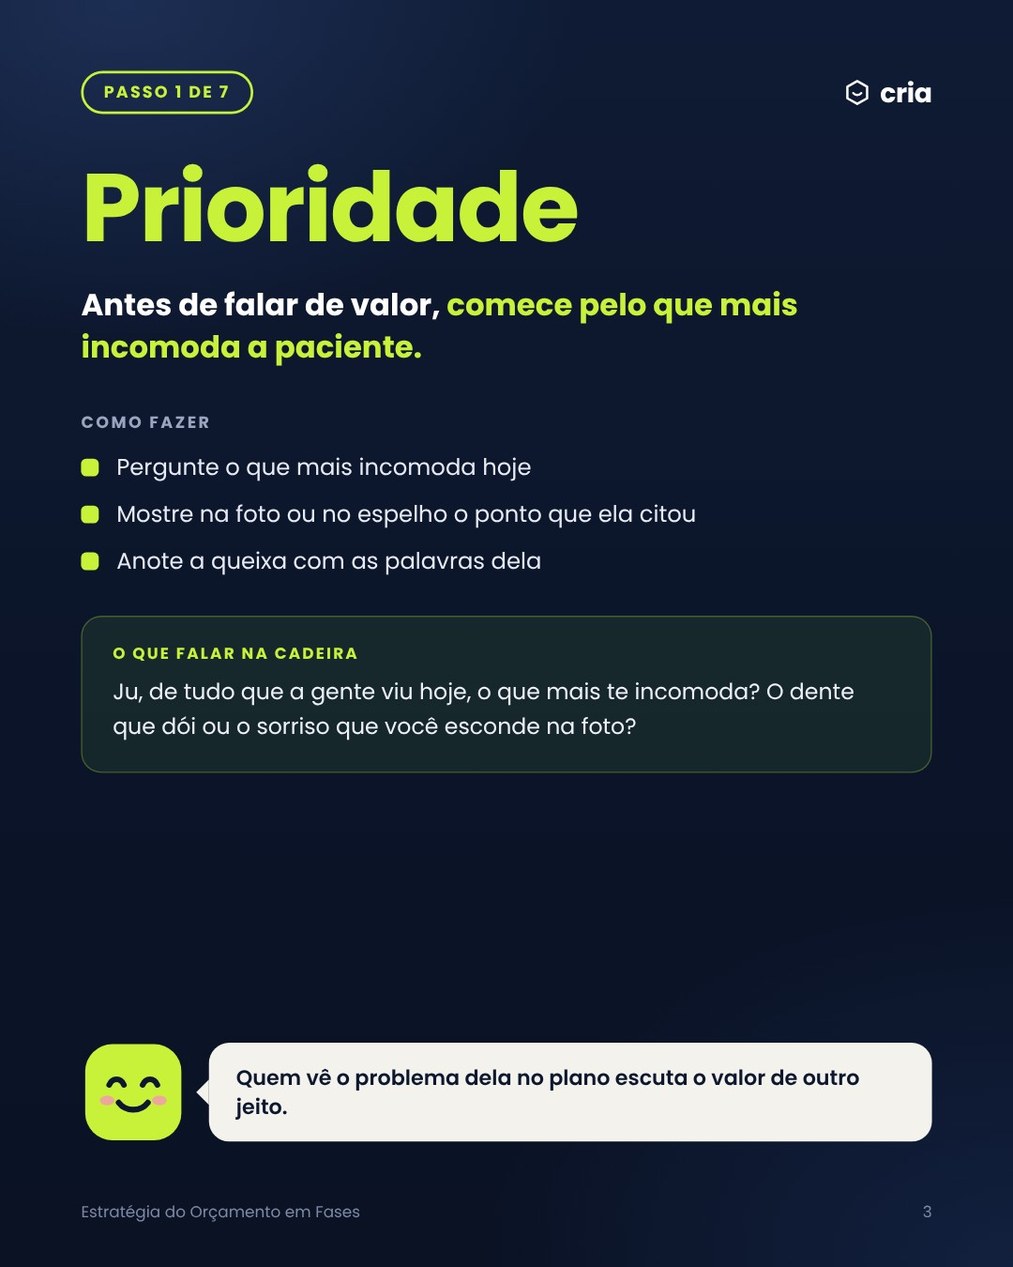 PASSO 1 DE 7
cria
Prioridade
Antes de falar de valor, comece pelo que mais
incomoda a paciente.
COMO FAZER
Pergunte o que mais incomoda hoje
Mostre na foto ou no espelho o ponto que ela citou
Anote a queixa com as palavras dela
O QUE FALAR NA CADEIRA
Ju, de tudo que a gente viu hoje, o que mais te incomoda? O dente
que dói ou o sorriso que você esconde na foto?
Quem vê o problema dela no plano escuta o valor de outro
jeito.
Estratégia do Orçamento em Fases
3